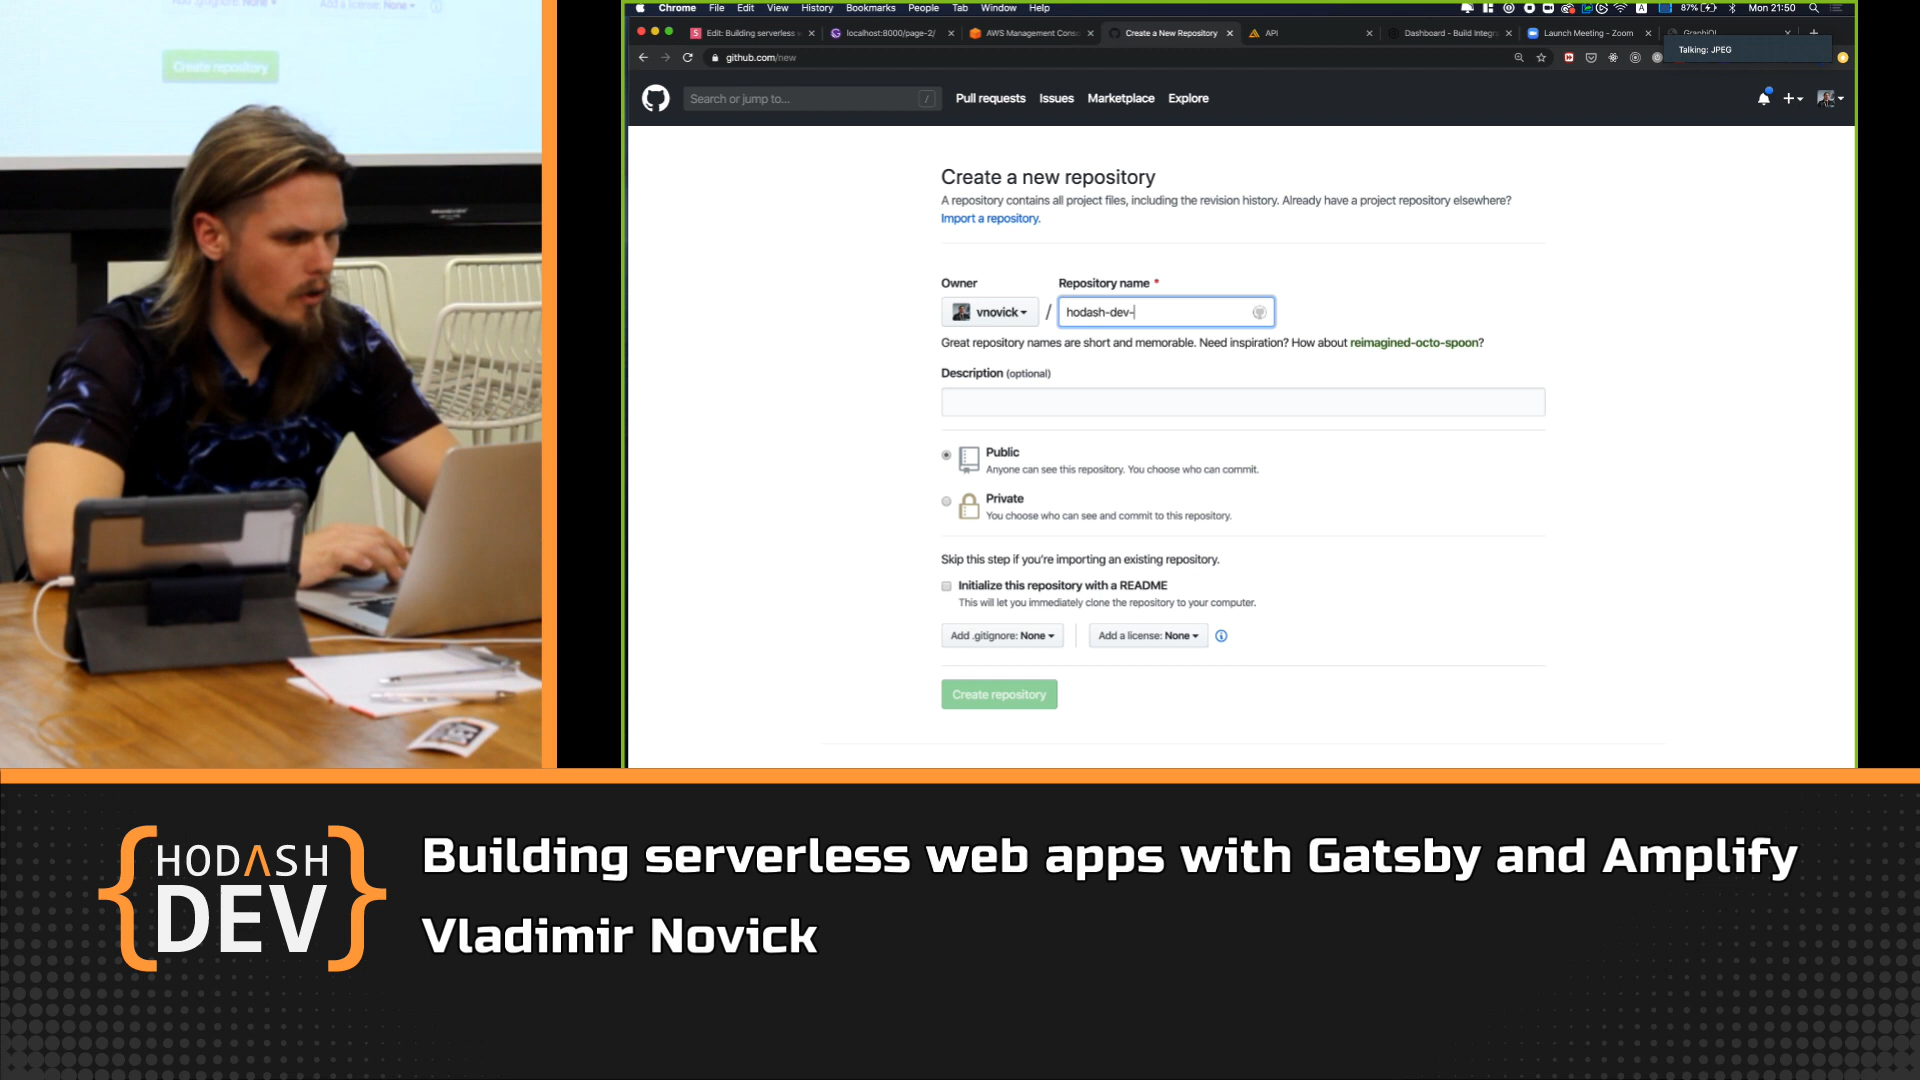 Add .gitignore: None
Add a license: None
Create repository
Chrome File Edit View History Bookmarks People Tab Window Help
87% Mon 21:50
Edit: Building serverless
localhost:8000/page-2/
AWS Management Conso
Create a New Repository
API
Dashboard - Build Integra
Launch Meeting - Zoom
GraphiQL
Talking: JPEG
github.com/new
Search or jump to...
/
Pull requests Issues Marketplace Explore
Create a new repository
A repository contains all project files, including the revision history. Already have a project repository elsewhere?
Import a repository.
Owner Repository name *
vnovick / hodash-dev-
Great repository names are short and memorable. Need inspiration? How about reimagined-octo-spoon?
Description (optional)
Public
Anyone can see this repository. You choose who can commit.
Private
You choose who can see and commit to this repository.
Skip this step if you're importing an existing repository.
Initialize this repository with a README
This will let you immediately clone the repository to your computer.
Add .gitignore: None Add a license: None
Create repository
HODASH
DEV
Building serverless web apps with Gatsby and Amplify
Vladimir Novick